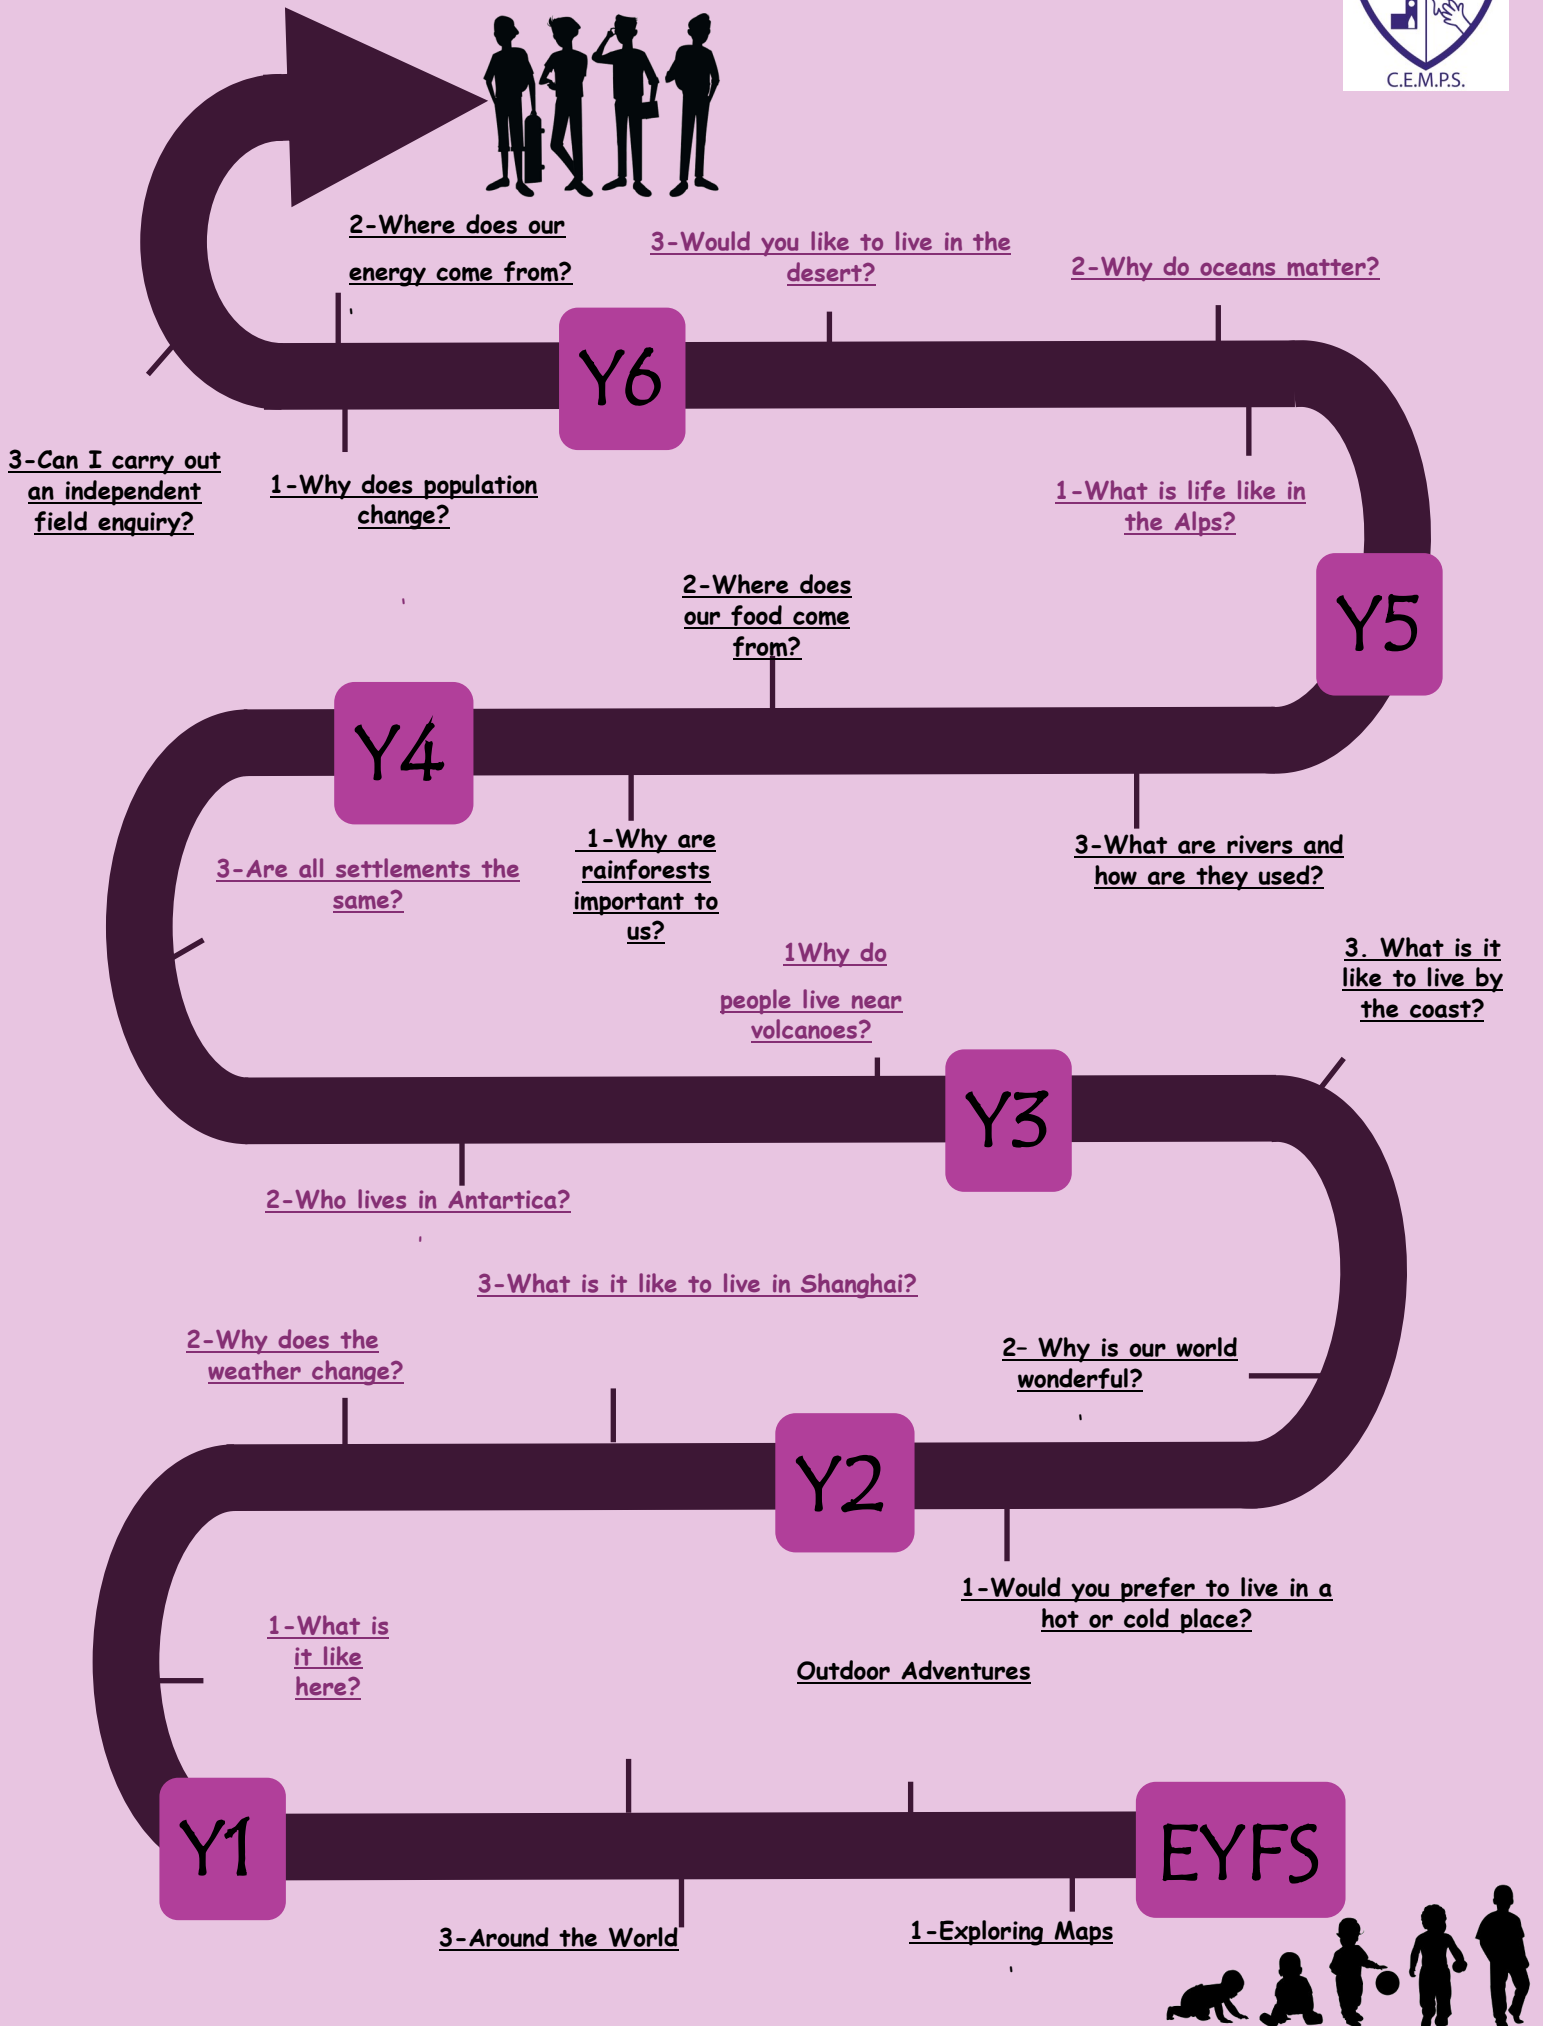 C.E.M.P.S.
2-Where does our
energy come from?
3-Would you like to live in the
desert?
2-Why do oceans matter?
Y6
3-Can I carry out
an independent
field enquiry?
1-Why does population
change?
1-What is life like in
the Alps?
2-Where does
our food come
from?
Y5
Y4
3-Are all settlements the
same?
1-Why are
rainforests
important to
us?
3-What are rivers and
how are they used?
1Why do
people live near
volcanoes?
3. What is it
like to live by
the coast?
Y3
2-Who lives in Antartica?
3-What is it like to live in Shanghai?
2-Why does the
weather change?
2- Why is our world
wonderful?
Y2
1-Would you prefer to live in a
hot or cold place?
1-What is
it like
here?
Outdoor Adventures
Y1
EYFS
3-Around the World
1-Exploring Maps